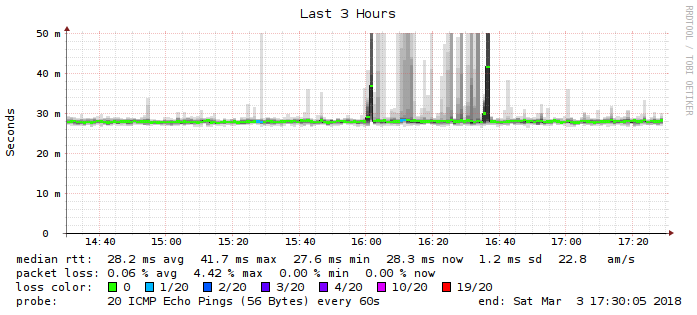 Last 3 Hours
RRDTOOL / TOBI OETIKER
Seconds
50 m
40 m
30 m
20 m
10 m
0
14:40 15:00 15:20 15:40 16:00 16:20 16:40 17:00 17:20
median rtt: 28.2 ms avg 41.7 ms max 27.6 ms min 28.3 ms now 1.2 ms sd 22.8 am/s
packet loss: 0.06 % avg 4.42 % max 0.00 % min 0.00 % now
loss color: 0 1/20 2/20 3/20 4/20 10/20 19/20
probe: 20 ICMP Echo Pings (56 Bytes) every 60s end: Sat Mar 3 17:30:05 2018